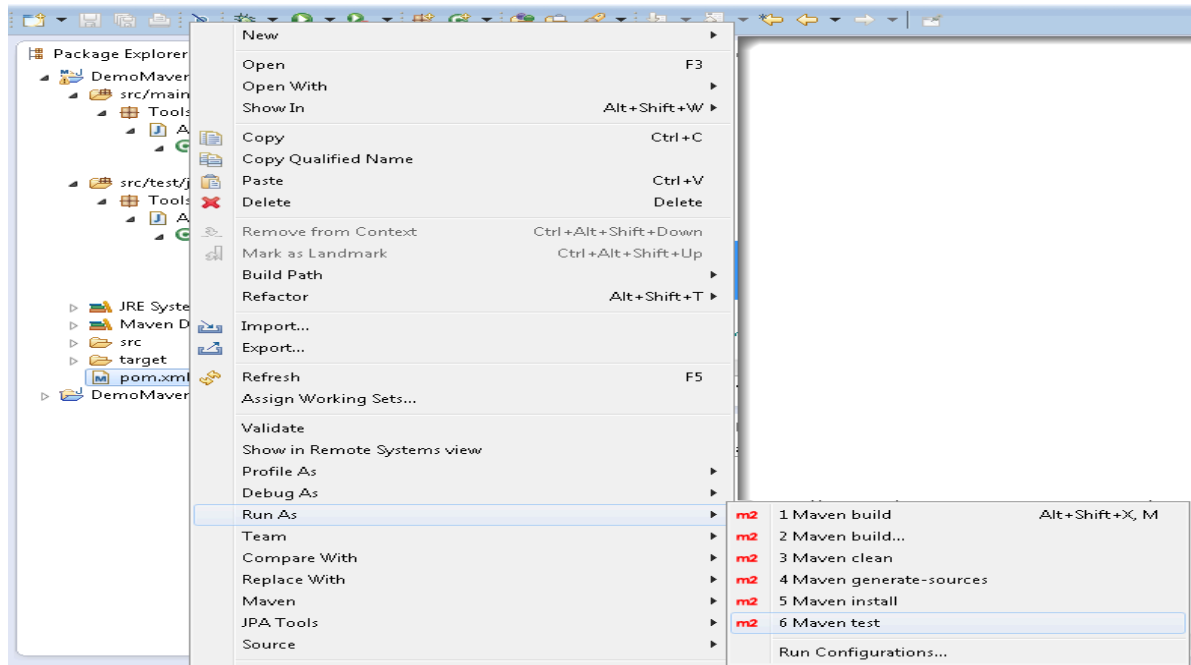 Package Explorer
DemoMaven
src/main
Tools
A
src/test/j
Tools
A
JRE Syste
Maven D
src
target
pom.xml
DemoMaven
New
Open F3
Open With
Show In Alt+Shift+W
Copy Ctrl+C
Copy Qualified Name
Paste Ctrl+V
Delete Delete
Remove from Context Ctrl+Alt+Shift+Down
Mark as Landmark Ctrl+Alt+Shift+Up
Build Path
Refactor Alt+Shift+T
Import...
Export...
Refresh F5
Assign Working Sets...
Validate
Show in Remote Systems view
Profile As
Debug As
Run As
Team
Compare With
Replace With
Maven
JPA Tools
Source
m2 1 Maven build Alt+Shift+X, M
m2 2 Maven build...
m2 3 Maven clean
m2 4 Maven generate-sources
m2 5 Maven install
m2 6 Maven test
Run Configurations...